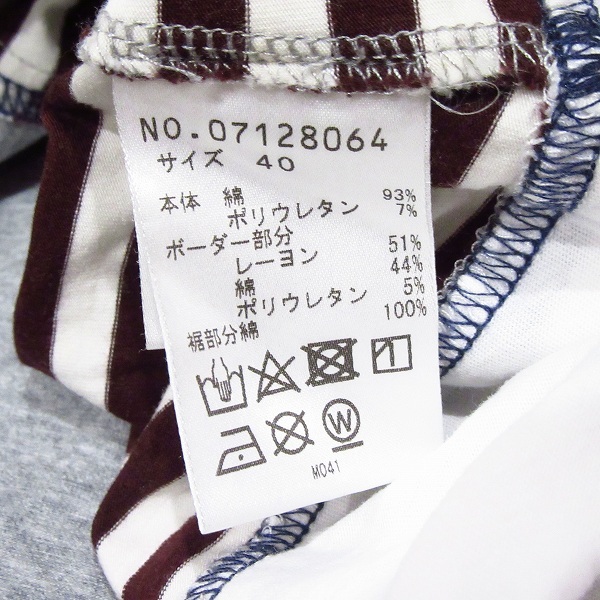 NO.07128064
サイズ 40
本体 綿 93%
ポリウレタン 7%
ボーダー部分
レーヨン 51%
綿 44%
ポリウレタン 5%
裾部分綿 100%
W
M041